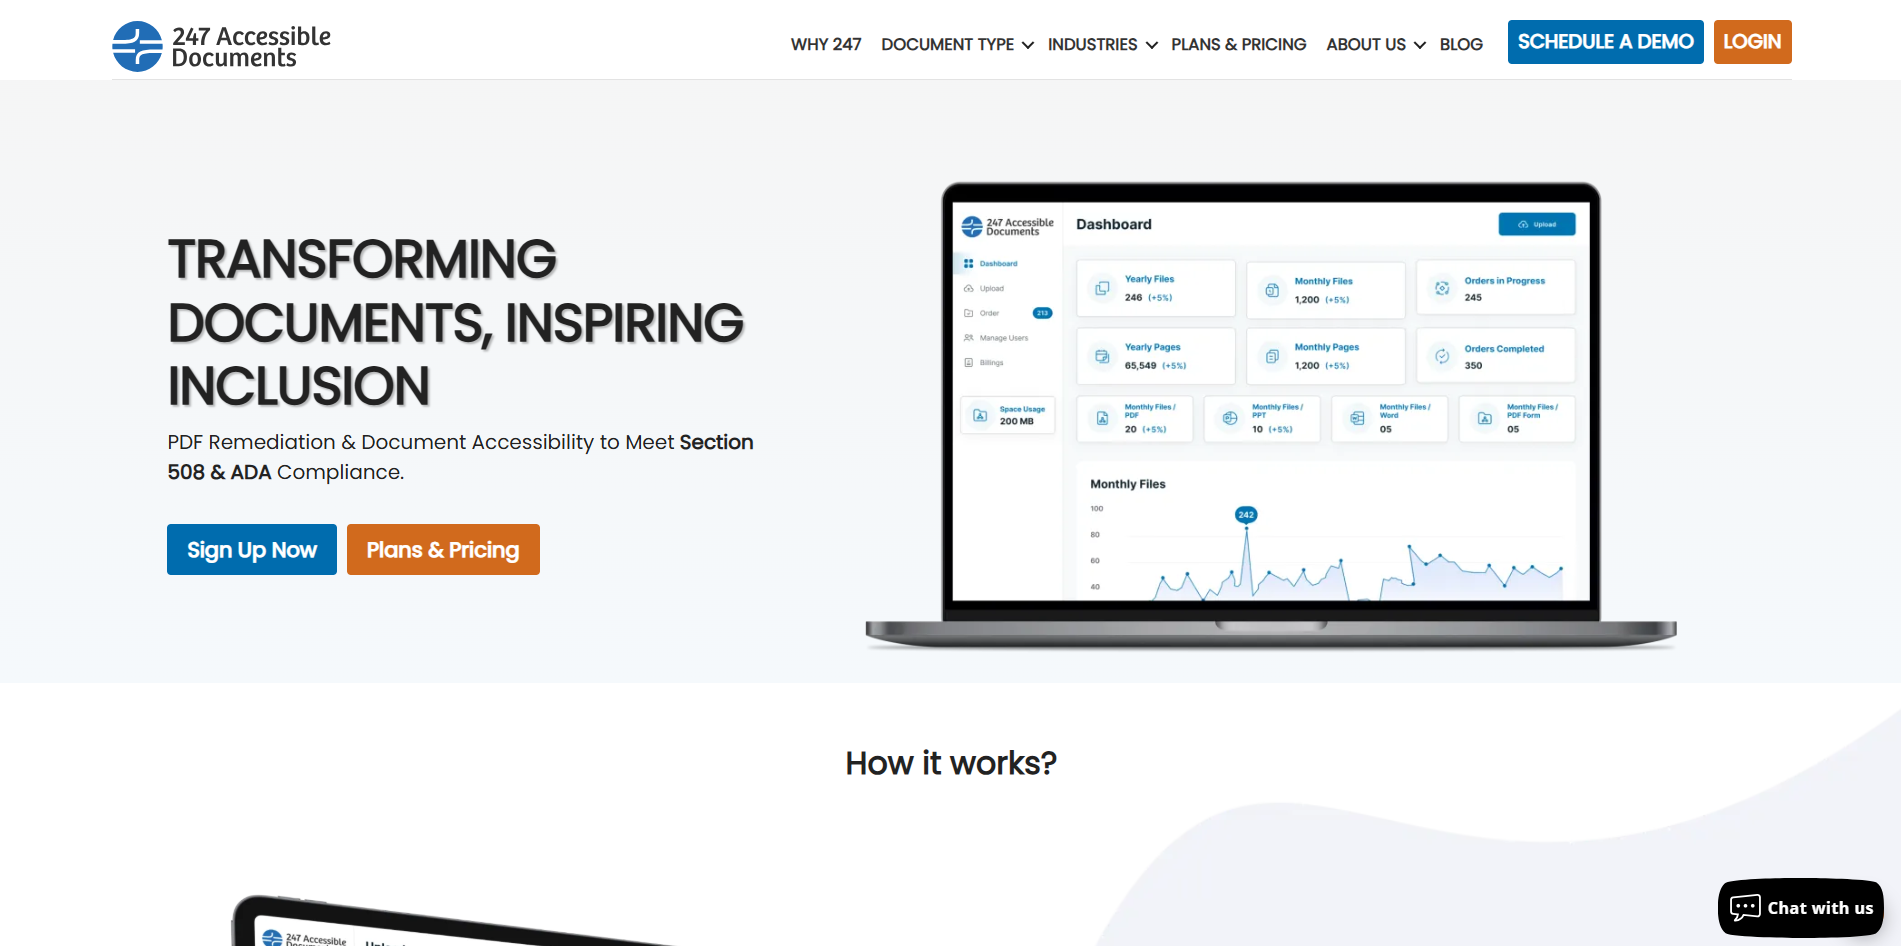 247 Accessible
Documents
WHY 247
DOCUMENT TYPE
INDUSTRIES
PLANS & PRICING
ABOUT US
BLOG
SCHEDULE A DEMO
LOGIN
TRANSFORMING
DOCUMENTS, INSPIRING
INCLUSION
PDF Remediation & Document Accessibility to Meet Section
508 & ADA Compliance.
Sign Up Now
Plans & Pricing
247 Accessible
Documents
Dashboard
Upload
Dashboard
Upload
Order
213
Manage Users
Billings
Space Usage
200 MB
Yearly Files
246 (+5%)
Monthly Files
1,200 (+5%)
Orders in Progress
245
Yearly Pages
65,549 (+5%)
Monthly Pages
1,200 (+5%)
Orders Completed
350
Monthly Files /
PDF
20 (+5%)
Monthly Files /
PPT
10 (+5%)
Monthly Files /
Word
05
Monthly Files /
PDF Form
05
Monthly Files
100
242
80
60
40
How it works?
247 Accessible
Chat with us